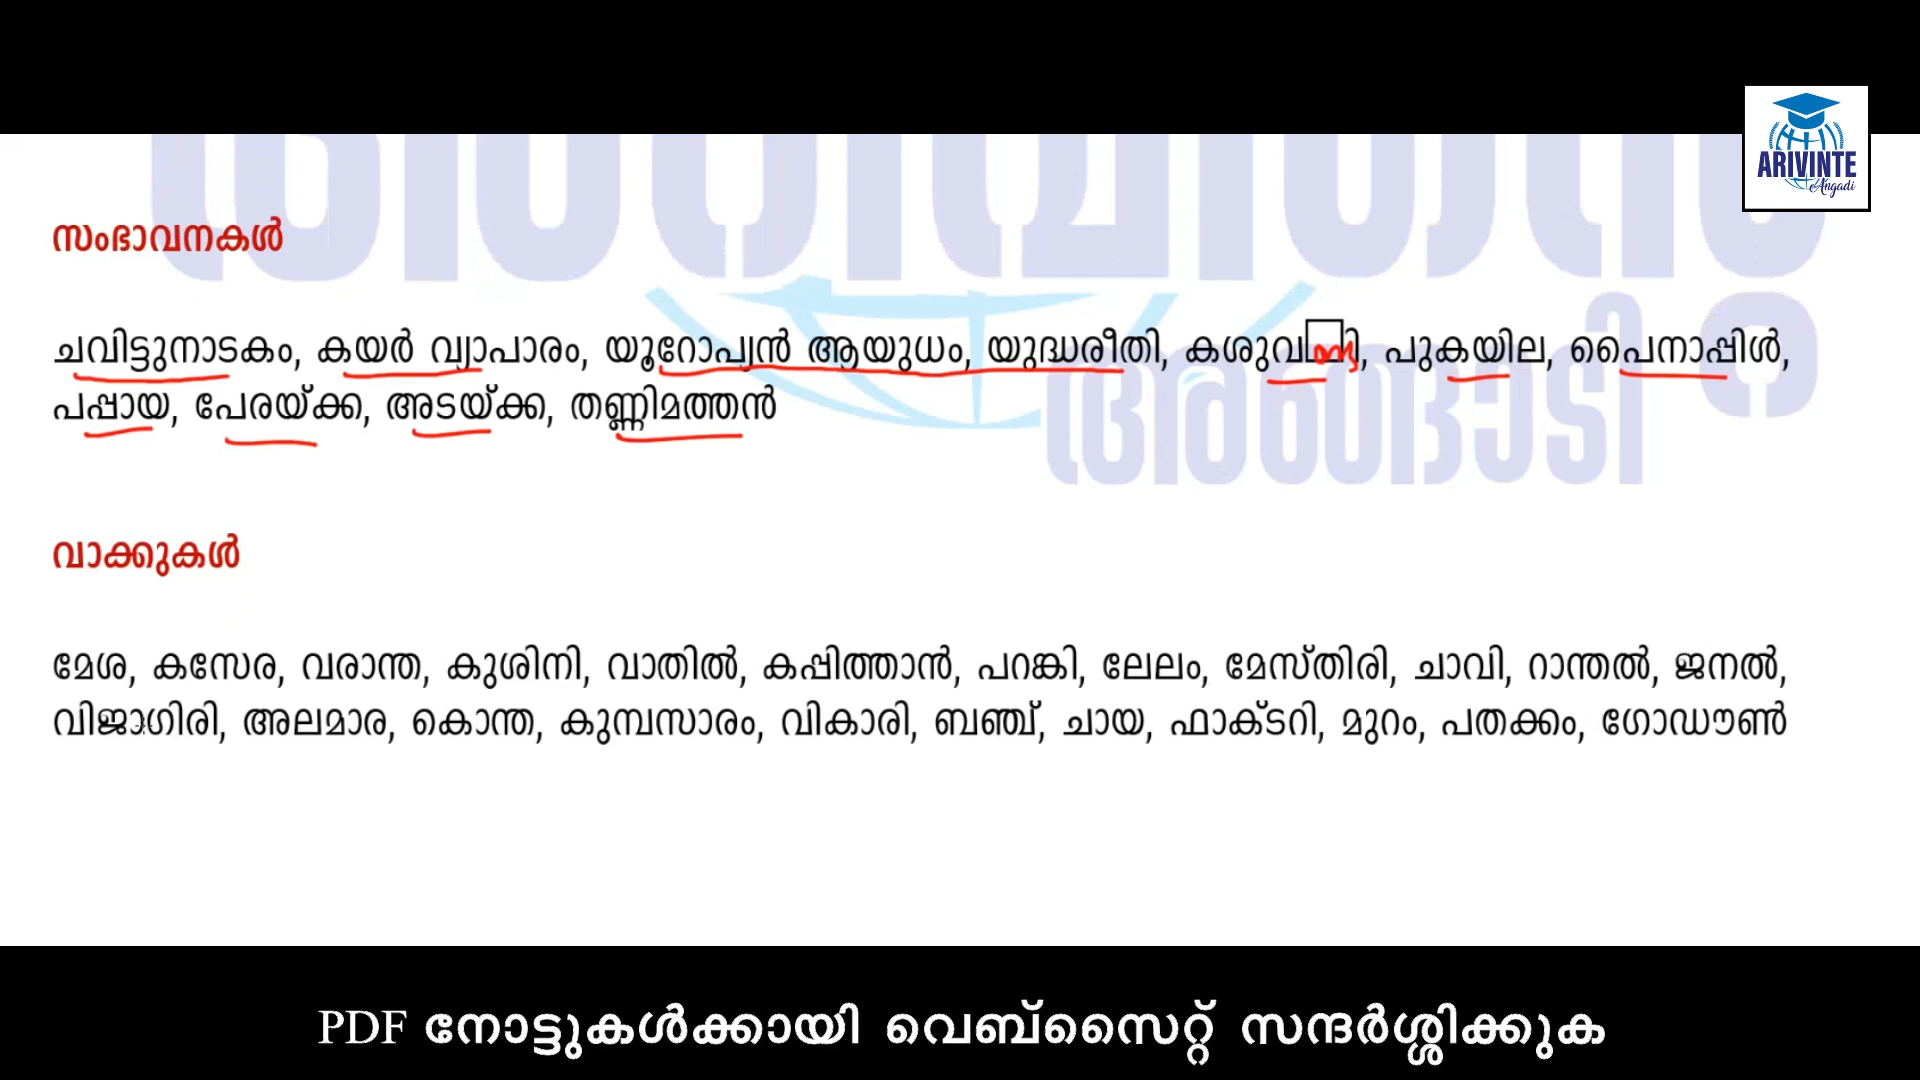 ARIVINTE
Angadi
സംഭാവനകൾ
ചവിട്ടുനാടകം, കയർ വ്യാപാരം, യൂറോപ്യൻ ആയുധം, യുദ്ധരീതി, കശുവണ്ടി, പുകയില, പൈനാപ്പിൾ,
പപ്പായ, പേരയ്ക്ക, അടയ്ക്ക, തണ്ണിമത്തൻ
അങ്ങാടി
വാക്കുകൾ
മേശ, കസേര, വരാന്ത, കുശിനി, വാതിൽ, കപ്പിത്താൻ, പറങ്കി, ലേലം, മേസ്തിരി, ചാവി, റാന്തൽ, ജനൽ,
വിജാഗിരി, അലമാര, കൊന്ത, കുമ്പസാരം, വികാരി, ബഞ്ച്, ചായ, ഫാക്ടറി, മുറം, പതക്കം, ഗോഡൗൺ
PDF നോട്ടുകൾക്കായി വെബ്സൈറ്റ് സന്ദർശ്ശിക്കുക